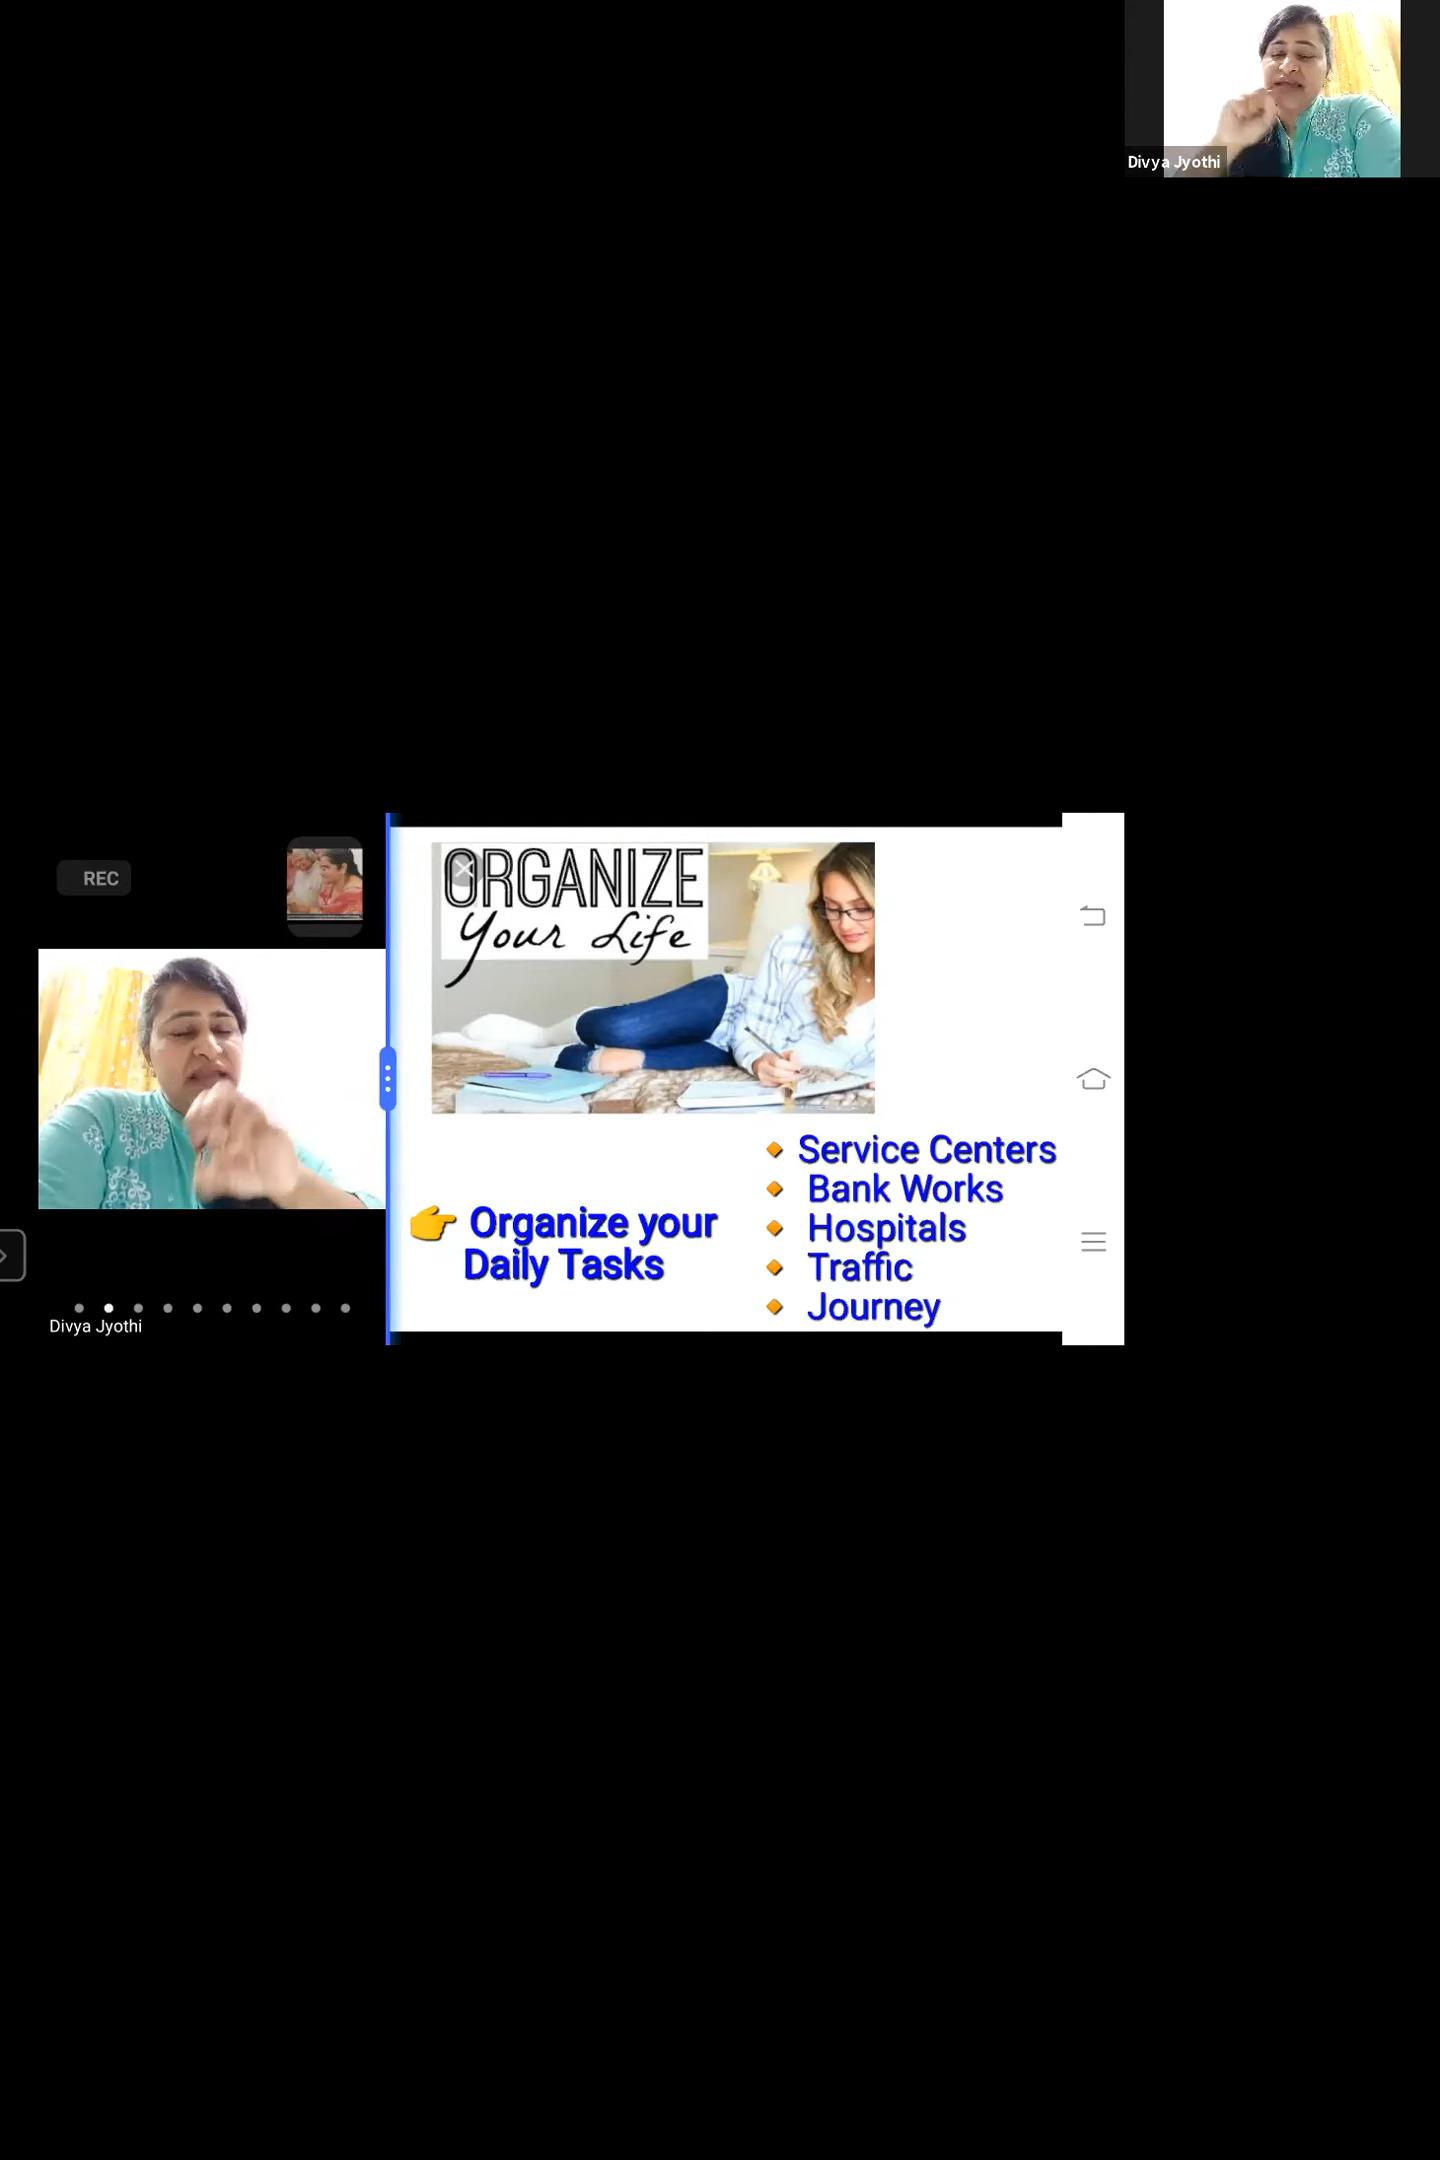 Divya Jyothi
REC
ORGANIZE
Your Life
Service Centers
Bank Works
Hospitals
Traffic
Journey
👉 Organize your
Daily Tasks
Divya Jyothi